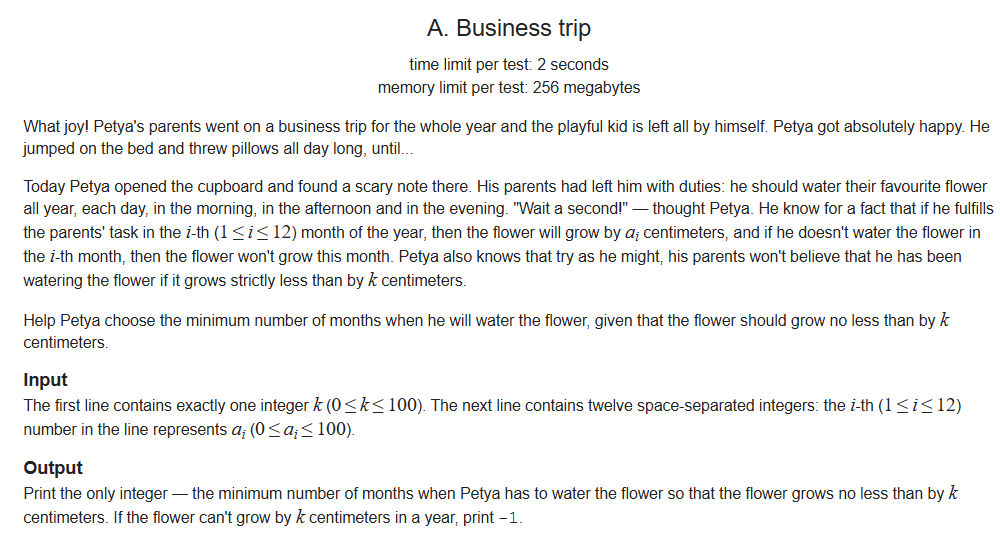 A. Business trip
time limit per test: 2 seconds
memory limit per test: 256 megabytes
What joy! Petya's parents went on a business trip for the whole year and the playful kid is left all by himself. Petya got absolutely happy. He
jumped on the bed and threw pillows all day long, until...
Today Petya opened the cupboard and found a scary note there. His parents had left him with duties: he should water their favourite flower
all year, each day, in the morning, in the afternoon and in the evening. "Wait a second!" — thought Petya. He know for a fact that if he fulfills
the parents' task in the i-th (1 ≤ i ≤ 12) month of the year, then the flower will grow by aᵢ centimeters, and if he doesn't water the flower in
the i-th month, then the flower won't grow this month. Petya also knows that try as he might, his parents won't believe that he has been
watering the flower if it grows strictly less than by k centimeters.
Help Petya choose the minimum number of months when he will water the flower, given that the flower should grow no less than by k
centimeters.
Input
The first line contains exactly one integer k (0 ≤ k ≤ 100). The next line contains twelve space-separated integers: the i-th (1 ≤ i ≤ 12)
number in the line represents aᵢ (0 ≤ aᵢ ≤ 100).
Output
Print the only integer — the minimum number of months when Petya has to water the flower so that the flower grows no less than by k
centimeters. If the flower can't grow by k centimeters in a year, print -1.